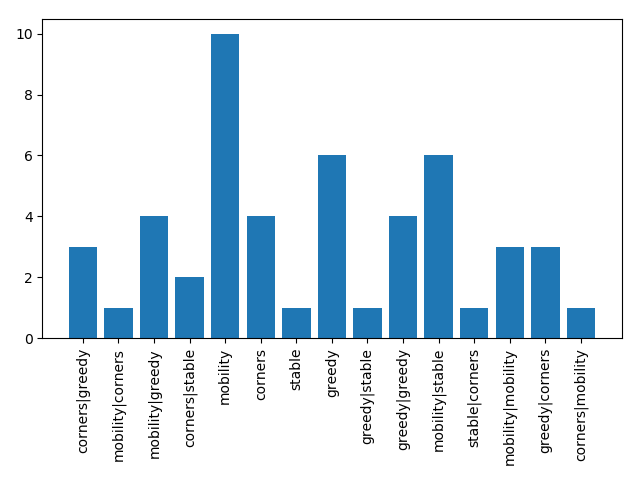 10
8
6
4
2
0
corners|greedy
mobility|corners
mobility|greedy
corners|stable
mobility
corners
stable
greedy
greedy|stable
greedy|greedy
mobility|stable
stable|corners
mobility|mobility
greedy|corners
corners|mobility